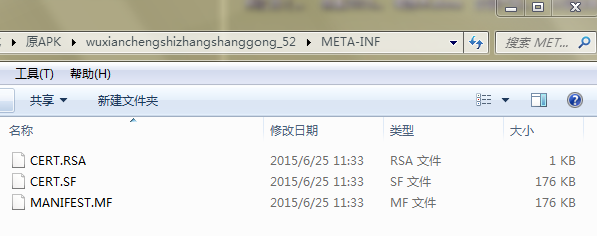 原APK ▸ wuxianchengshizhangshanggong_52 ▸ META-INF
搜索 MET...
工具(T) 帮助(H)
共享 新建文件夹
名称 修改日期 类型 大小
CERT.RSA 2015/6/25 11:33 RSA 文件 1 KB
CERT.SF 2015/6/25 11:33 SF 文件 176 KB
MANIFEST.MF 2015/6/25 11:33 MF 文件 176 KB